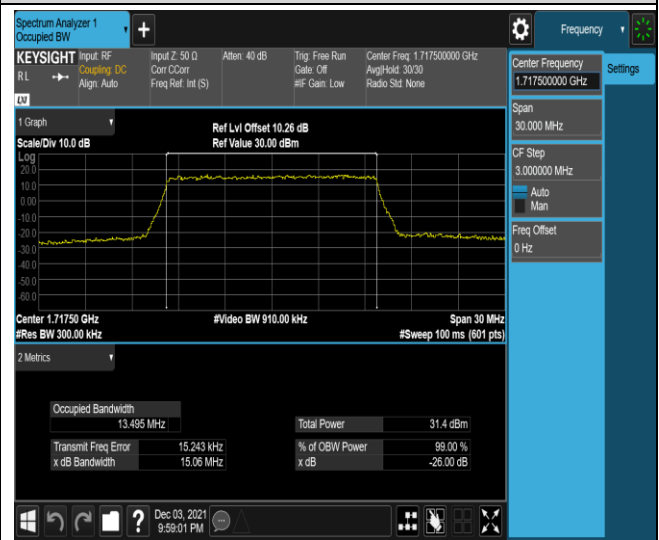 Spectrum Analyzer 1
Occupied BW
Frequency
KEYSIGHT Input: RF Input Z: 50 Ω Atten: 40 dB Trig: Free Run Center Freq: 1.717500000 GHz
RL Coupling: DC Corr CCorr Gate: Off Avg|Hold: 30/30
Align: Auto Freq Ref: Int (S) #IF Gain: Low Radio Std: None
LXI
Center Frequency
1.717500000 GHz
Settings
Span
30.000 MHz
CF Step
3.000000 MHz
Auto
Man
Freq Offset
0 Hz
1 Graph
Ref Lvl Offset 10.26 dB
Scale/Div 10.0 dB Ref Value 30.00 dBm
Log
20.0
10.0
0.00
-10.0
-20.0
-30.0
-40.0
-50.0
-60.0
Center 1.71750 GHz #Video BW 910.00 kHz Span 30 MHz
#Res BW 300.00 kHz #Sweep 100 ms (601 pts)
2 Metrics
Occupied Bandwidth
13.495 MHz
Total Power 31.4 dBm
Transmit Freq Error 15.243 kHz % of OBW Power 99.00 %
x dB Bandwidth 15.06 MHz x dB -26.00 dB
Dec 03, 2021
9:59:01 PM